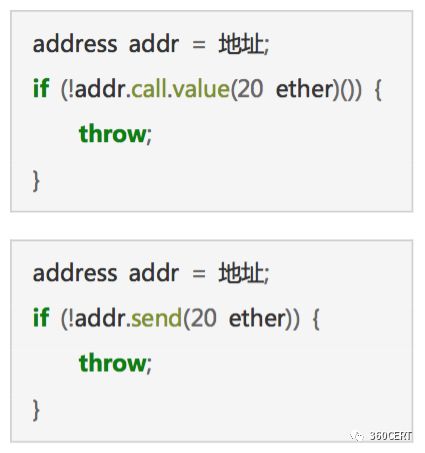 address addr = 地址;
if (!addr.call.value(20 ether)()) {
throw;
}
address addr = 地址;
if (!addr.send(20 ether)) {
throw;
}
360CERT